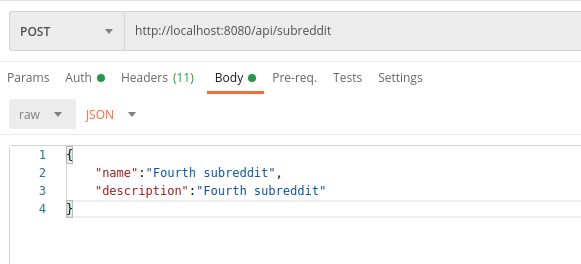 POST http://localhost:8080/api/subreddit
Params Auth Headers (11) Body Pre-req. Tests Settings
raw JSON
1 {
2 "name":"Fourth subreddit",
3 "description":"Fourth subreddit"
4 }